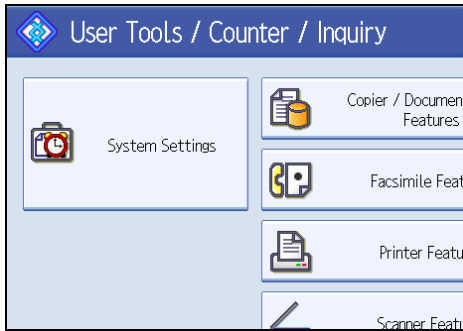 User Tools / Counter / Inquiry
System Settings
Copier / Documen
Features
Facsimile Feat
Printer Featu
Scanner Featu